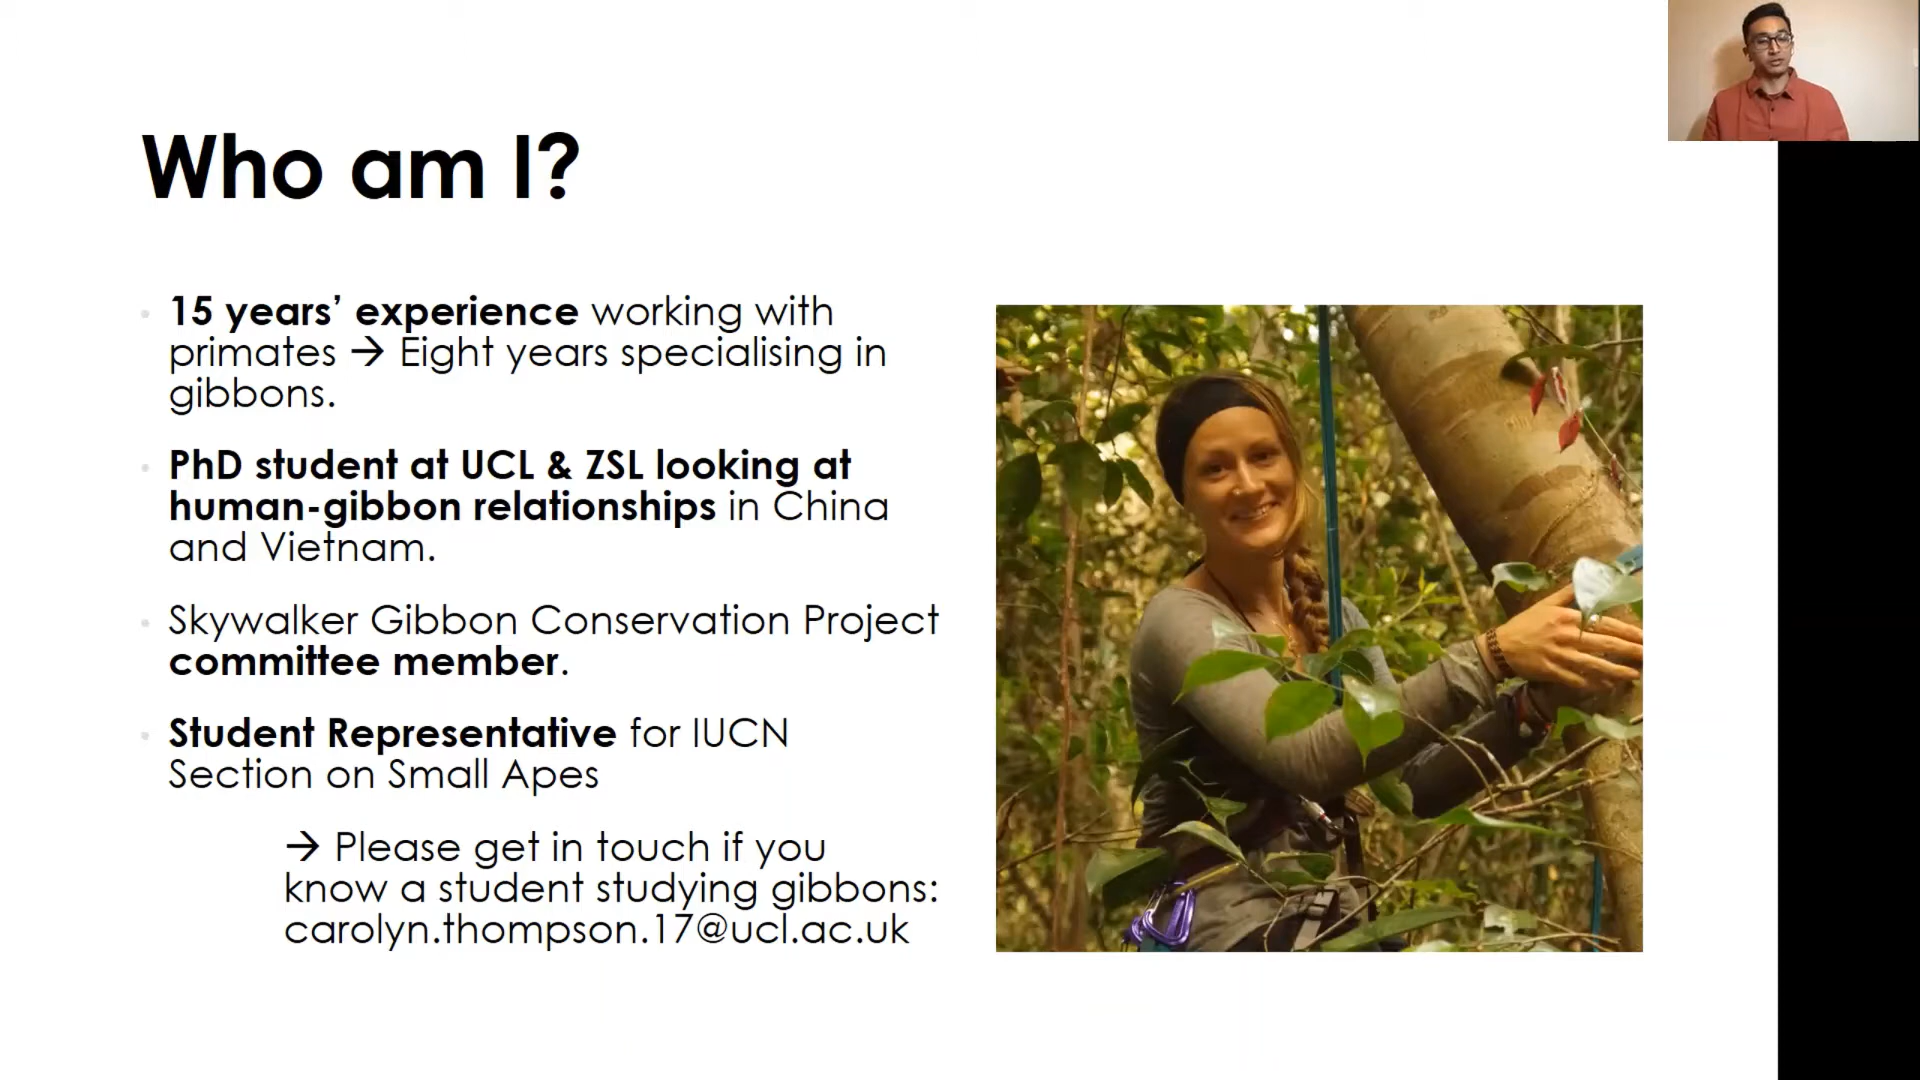 Who am I?
15 years’ experience working with
primates → Eight years specialising in
gibbons.
PhD student at UCL & ZSL looking at
human-gibbon relationships in China
and Vietnam.
Skywalker Gibbon Conservation Project
committee member.
Student Representative for IUCN
Section on Small Apes
→ Please get in touch if you
know a student studying gibbons:
carolyn.thompson.17@ucl.ac.uk